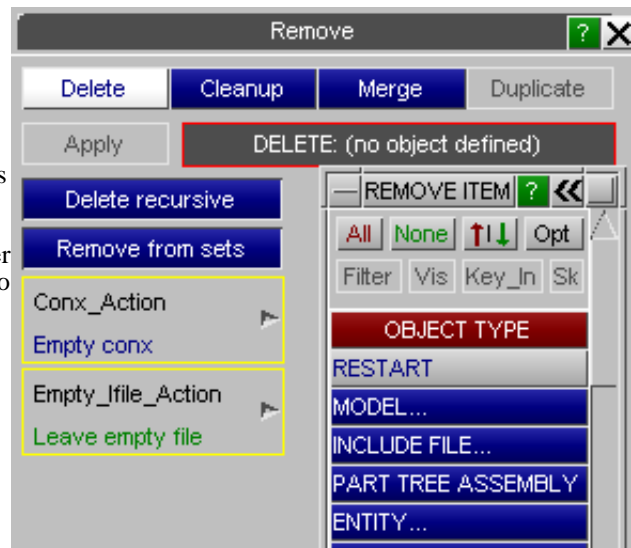 Remove ? X
Delete Cleanup Merge Duplicate
Apply DELETE: (no object defined)
s
Delete recursive
Remove from sets
er
o
Conx_Action
Empty conx
Empty_Ifile_Action
Leave empty file
REMOVE ITEM ? «
All None Opt
Filter Vis Key_In Sk
OBJECT TYPE
RESTART
MODEL...
INCLUDE FILE...
PART TREE ASSEMBLY
ENTITY...